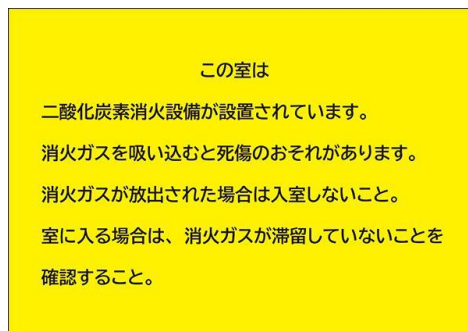 この室は
二酸化炭素消火設備が設置されています。
消火ガスを吸い込むと死傷のおそれがあります。
消火ガスが放出された場合は入室しないこと。
室に入る場合は、消火ガスが滞留していないことを
確認すること。